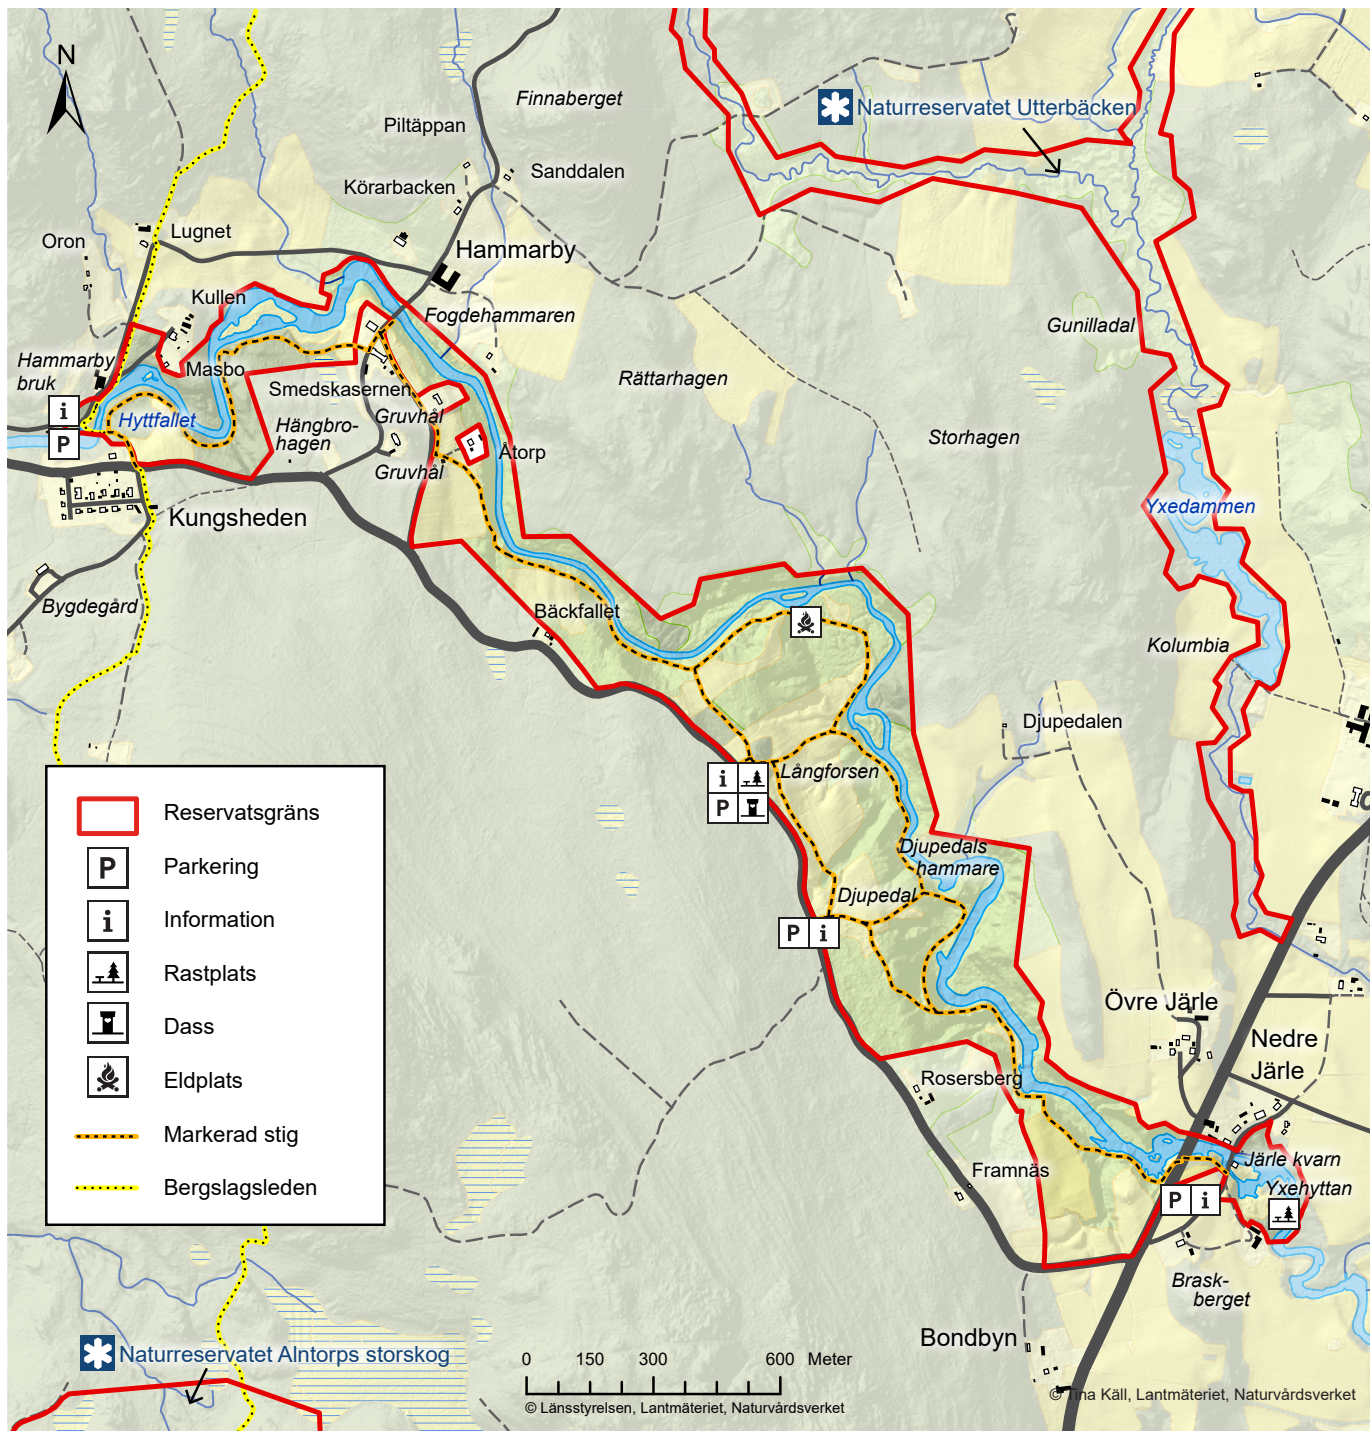 N
Finnaberget
Piltäppan
Naturreservatet Utterbäcken
Sanddalen
Körarbacken
Lugnet
Oron
Hammarby
Kullen
Fogdehammaren
Gunilladal
Hammarby
bruk
Masbo
Rättarhagen
Smedskasernen
i
Gruvhål
Hyttfallet
Hängbro-
hagen
P
Storhagen
Åtorp
Gruvhål
Yxedammen
Kungsheden
Bygdegård
Bäckfallet
Kolumbia
Djupedalen
i
Långforsen
P
Djupedals
hammare
Djupedal
P i
Reservatsgräns
P Parkering
i Information
Rastplats
Dass
Eldplats
Markerad stig
Bergslagsleden
Övre Järle
Nedre
Järle
Rosersberg
Järle kvarn
Framnäs
Yxehyttan
P i
Brask-
berget
Bondbyn
Naturreservatet Alntorps storskog
0 150 300 600 Meter
© Länsstyrelsen, Lantmäteriet, Naturvårdsverket
© Tina Käll, Lantmäteriet, Naturvårdsverket